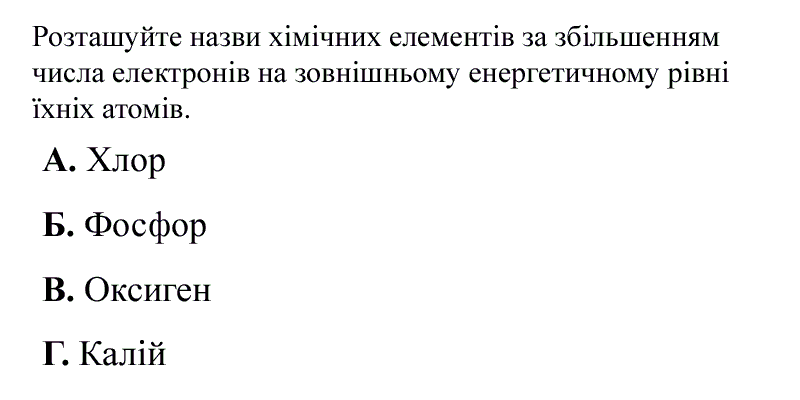 Розташуйте назви хімічних елементів за збільшенням
числа електронів на зовнішньому енергетичному рівні
їхніх атомів.
А. Хлор
Б. Фосфор
В. Оксиген
Г. Калій